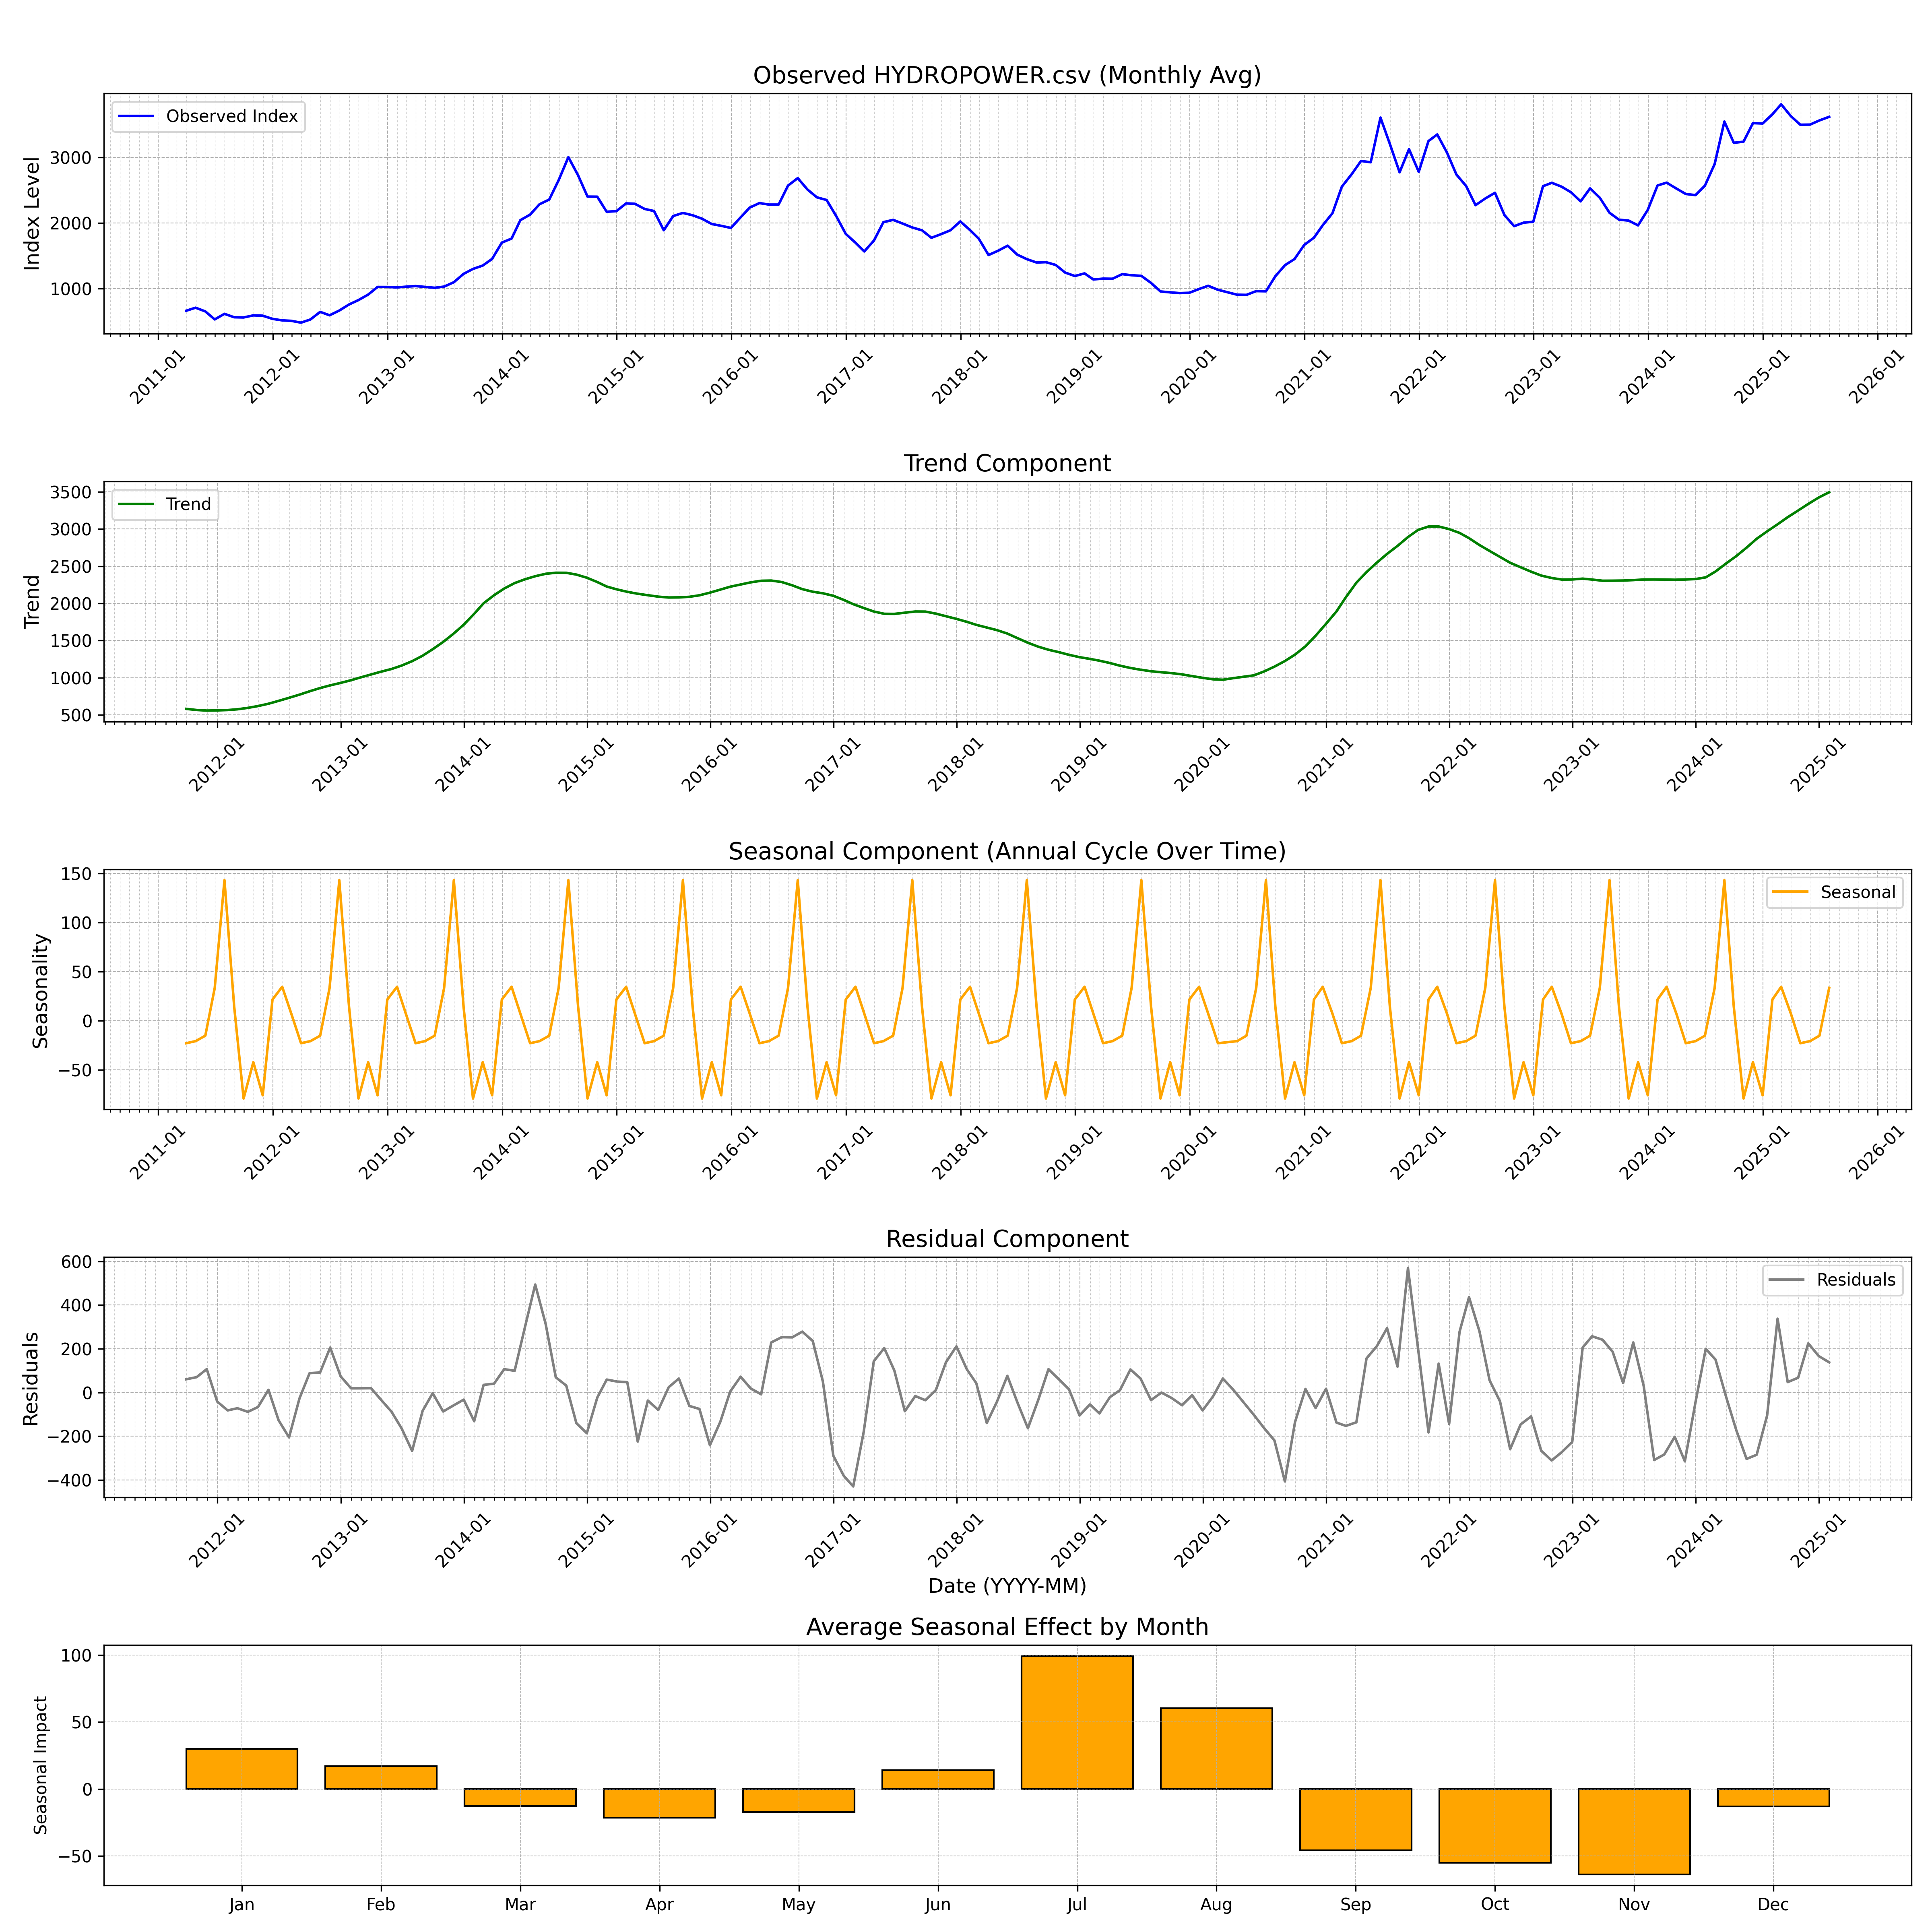 Observed HYDROPOWER.csv (Monthly Avg)
Observed Index
Index Level
3000
2000
1000
2011-01 2012-01 2013-01 2014-01 2015-01 2016-01 2017-01 2018-01 2019-01 2020-01 2021-01 2022-01 2023-01 2024-01 2025-01 2026-01
Trend Component
Trend
Trend
3500
3000
2500
2000
1500
1000
500
2012-01 2013-01 2014-01 2015-01 2016-01 2017-01 2018-01 2019-01 2020-01 2021-01 2022-01 2023-01 2024-01 2025-01
Seasonal Component (Annual Cycle Over Time)
Seasonal
Seasonality
150
100
50
0
−50
2011-01 2012-01 2013-01 2014-01 2015-01 2016-01 2017-01 2018-01 2019-01 2020-01 2021-01 2022-01 2023-01 2024-01 2025-01 2026-01
Residual Component
Residuals
Residuals
600
400
200
0
−200
−400
2012-01 2013-01 2014-01 2015-01 2016-01 2017-01 2018-01 2019-01 2020-01 2021-01 2022-01 2023-01 2024-01 2025-01
Date (YYYY-MM)
Average Seasonal Effect by Month
Seasonal Impact
100
50
0
−50
Jan Feb Mar Apr May Jun Jul Aug Sep Oct Nov Dec